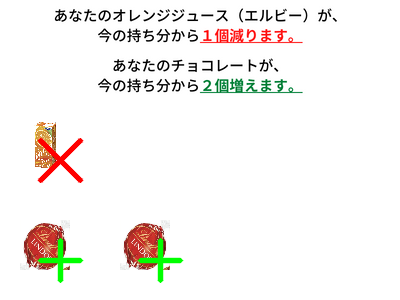 あなたのオレンジジュース（エルビー）が、
今の持ち分から１個減ります。
あなたのチョコレートが、
今の持ち分から２個増えます。